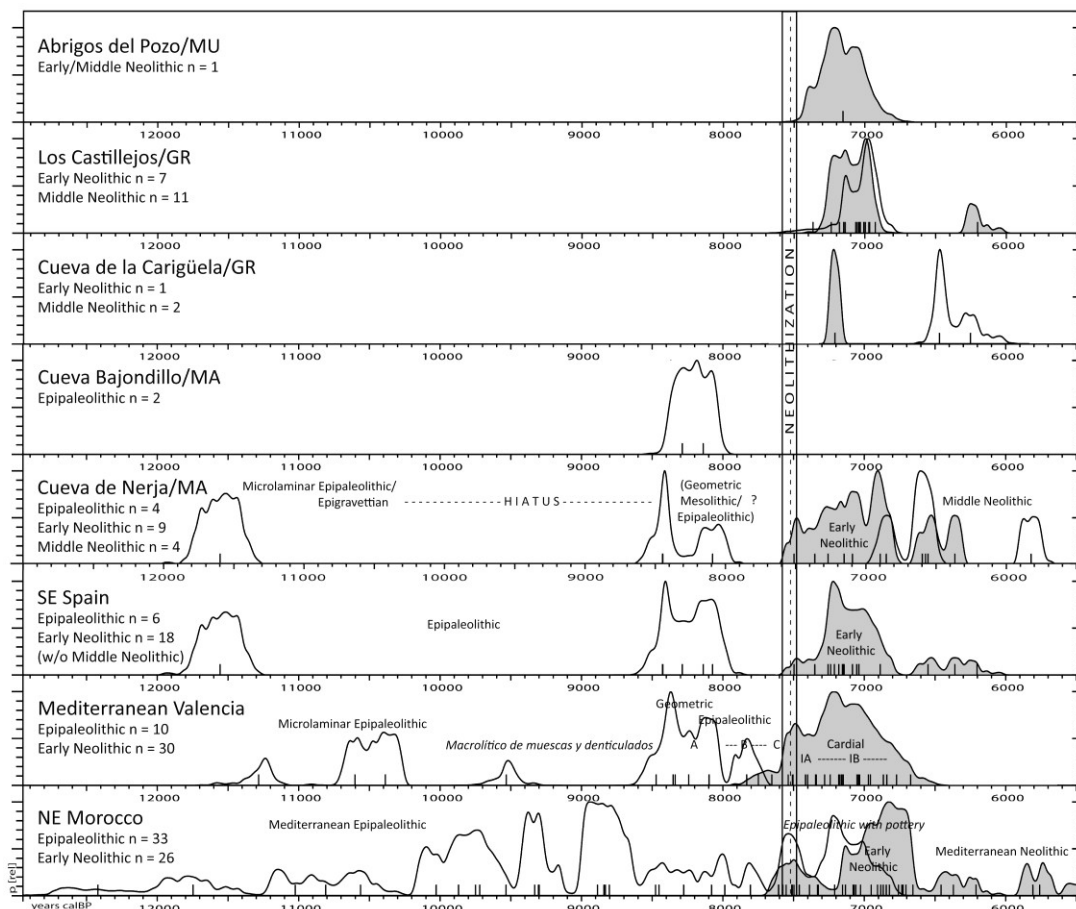 Abrigos del Pozo/MU
Early/Middle Neolithic n = 1
12000 11000 10000 9000 8000 7000 6000
Los Castillejos/GR
Early Neolithic n = 7
Middle Neolithic n = 11
12000 11000 10000 9000 8000 7000 6000
Cueva de la Carigüela/GR
Early Neolithic n = 1
Middle Neolithic n = 2
NEOLITHIZATION
12000 11000 10000 9000 8000 7000 6000
Cueva Bajondillo/MA
Epipaleolithic n = 2
12000 11000 10000 9000 8000 7000 6000
Cueva de Nerja/MA
Epipaleolithic n = 4
Early Neolithic n = 9
Middle Neolithic n = 4
Microlaminar Epipaleolithic/
Epigravettian
HIATUS
(Geometric
Mesolithic/ ?
Epipaleolithic)
Early
Neolithic
Middle Neolithic
12000 11000 10000 9000 8000 7000 6000
SE Spain
Epipaleolithic n = 6
Early Neolithic n = 18
(w/o Middle Neolithic)
Epipaleolithic
Early
Neolithic
12000 11000 10000 9000 8000 7000 6000
Mediterranean Valencia
Epipaleolithic n = 10
Early Neolithic n = 30
Microlaminar Epipaleolithic
Macrolítico de muescas y denticulados
Geometric
Epipaleolithic
A --- B --- C
Cardial
IA ------- IB -------
12000 11000 10000 9000 8000 7000 6000
NE Morocco
Epipaleolithic n = 33
Early Neolithic n = 26
Mediterranean Epipaleolithic
Epipaleolithic with pottery
Early
Neolithic
Mediterranean Neolithic
p [rel]
years calBP
12000 11000 10000 9000 8000 7000 6000